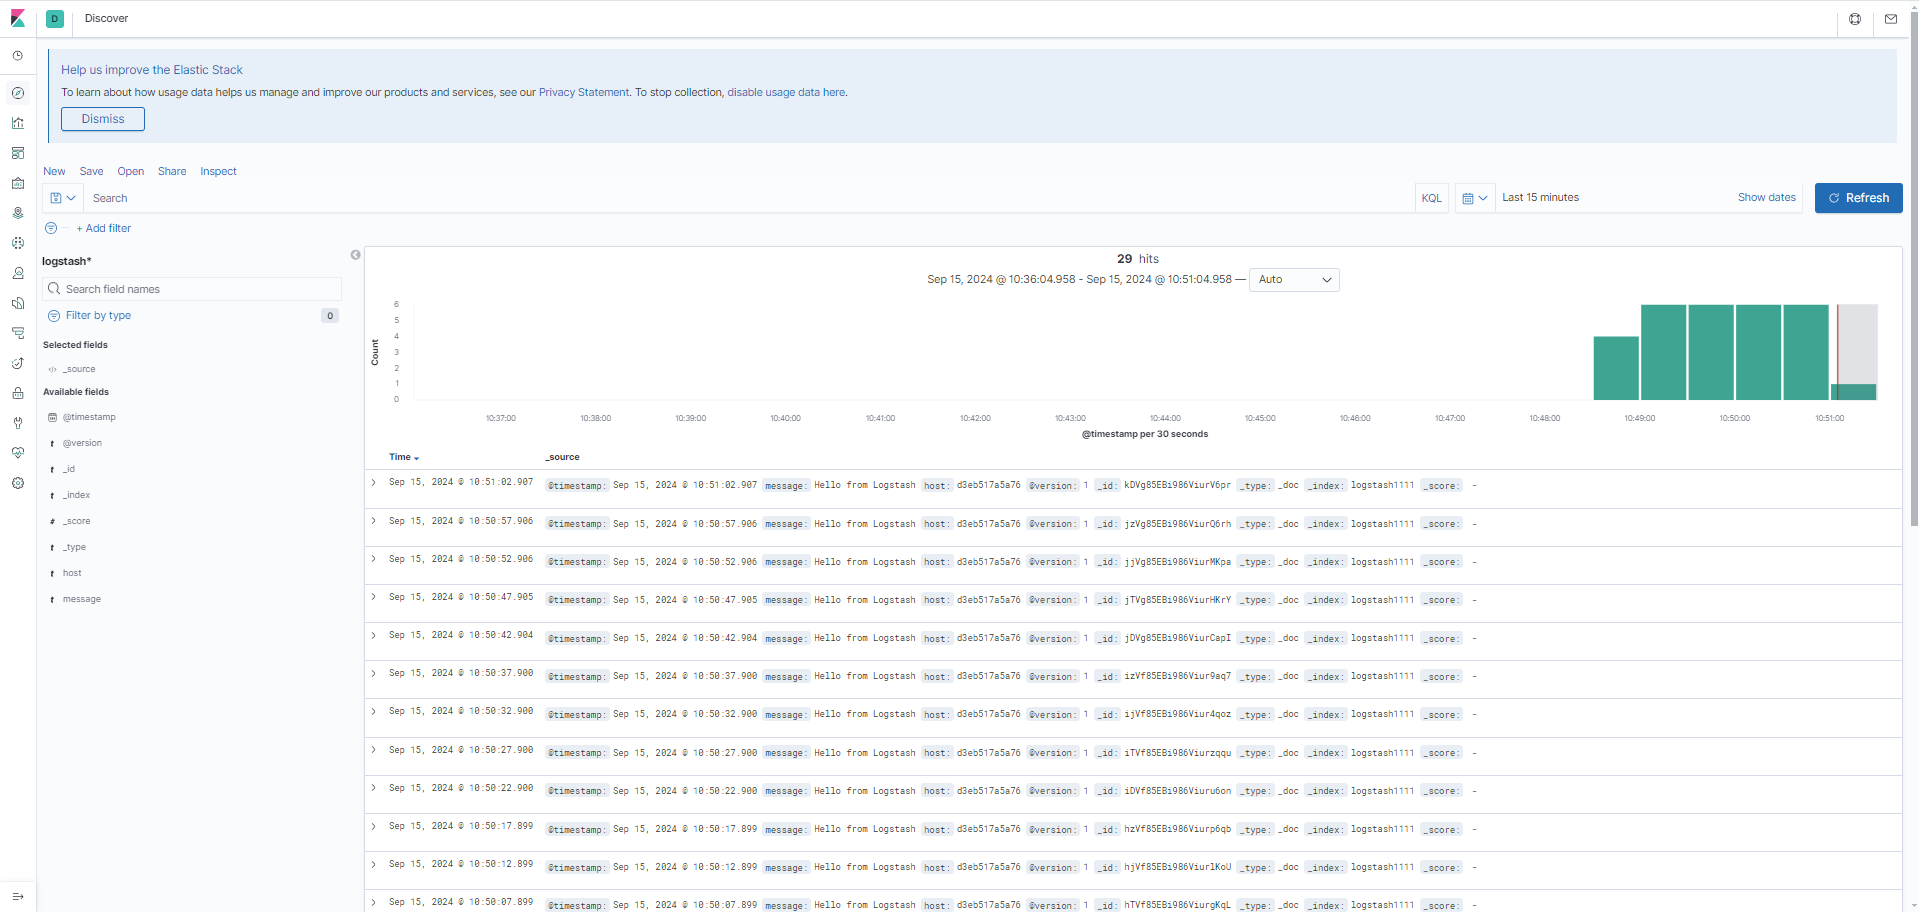 D Discover
Help us improve the Elastic Stack
To learn about how usage data helps us manage and improve our products and services, see our Privacy Statement. To stop collection, disable usage data here.
Dismiss
New Save Open Share Inspect
Search KQL Last 15 minutes Show dates Refresh
+ Add filter
logstash*
Search field names
Filter by type 0
Selected fields
</> _source
Available fields
@timestamp
t @version
t _id
t _index
# _score
t _type
t host
t message
29 hits
Sep 15, 2024 @ 10:36:04.958 - Sep 15, 2024 @ 10:51:04.958 — Auto
Count
6
5
4
3
2
1
0
10:37:00 10:38:00 10:39:00 10:40:00 10:41:00 10:42:00 10:43:00 10:44:00 10:45:00 10:46:00 10:47:00 10:48:00 10:49:00 10:50:00 10:51:00
@timestamp per 30 seconds
Time _source
Sep 15, 2024 @ 10:51:02.907 @timestamp: Sep 15, 2024 @ 10:51:02.907 message: Hello from Logstash host: d3eb517a5a76 @version: 1 _id: kDVg85EBi986ViurV6pr _type: _doc _index: logstash1111 _score: -
Sep 15, 2024 @ 10:50:57.906 @timestamp: Sep 15, 2024 @ 10:50:57.906 message: Hello from Logstash host: d3eb517a5a76 @version: 1 _id: jzVg85EBi986ViurQ6rh _type: _doc _index: logstash1111 _score: -
Sep 15, 2024 @ 10:50:52.906 @timestamp: Sep 15, 2024 @ 10:50:52.906 message: Hello from Logstash host: d3eb517a5a76 @version: 1 _id: jjVg85EBi986ViurMKpa _type: _doc _index: logstash1111 _score: -
Sep 15, 2024 @ 10:50:47.905 @timestamp: Sep 15, 2024 @ 10:50:47.905 message: Hello from Logstash host: d3eb517a5a76 @version: 1 _id: jTVg85EBi986ViurHKrY _type: _doc _index: logstash1111 _score: -
Sep 15, 2024 @ 10:50:42.904 @timestamp: Sep 15, 2024 @ 10:50:42.904 message: Hello from Logstash host: d3eb517a5a76 @version: 1 _id: jDVg85EBi986ViurCapI _type: _doc _index: logstash1111 _score: -
Sep 15, 2024 @ 10:50:37.900 @timestamp: Sep 15, 2024 @ 10:50:37.900 message: Hello from Logstash host: d3eb517a5a76 @version: 1 _id: izVf85EBi986Viur9aq7 _type: _doc _index: logstash1111 _score: -
Sep 15, 2024 @ 10:50:32.900 @timestamp: Sep 15, 2024 @ 10:50:32.900 message: Hello from Logstash host: d3eb517a5a76 @version: 1 _id: ijVf85EBi986Viur4qoz _type: _doc _index: logstash1111 _score: -
Sep 15, 2024 @ 10:50:27.900 @timestamp: Sep 15, 2024 @ 10:50:27.900 message: Hello from Logstash host: d3eb517a5a76 @version: 1 _id: iTVf85EBi986Viurzqqu _type: _doc _index: logstash1111 _score: -
Sep 15, 2024 @ 10:50:22.900 @timestamp: Sep 15, 2024 @ 10:50:22.900 message: Hello from Logstash host: d3eb517a5a76 @version: 1 _id: iDVf85EBi986Viuru6on _type: _doc _index: logstash1111 _score: -
Sep 15, 2024 @ 10:50:17.899 @timestamp: Sep 15, 2024 @ 10:50:17.899 message: Hello from Logstash host: d3eb517a5a76 @version: 1 _id: hzVf85EBi986Viurp6qb _type: _doc _index: logstash1111 _score: -
Sep 15, 2024 @ 10:50:12.899 @timestamp: Sep 15, 2024 @ 10:50:12.899 message: Hello from Logstash host: d3eb517a5a76 @version: 1 _id: hjVf85EBi986ViurlKoU _type: _doc _index: logstash1111 _score: -
Sep 15, 2024 @ 10:50:07.899 @timestamp: Sep 15, 2024 @ 10:50:07.899 message: Hello from Logstash host: d3eb517a5a76 @version: 1 _id: hTVf85EBi986ViurgKqL _type: _doc _index: logstash1111 _score: -